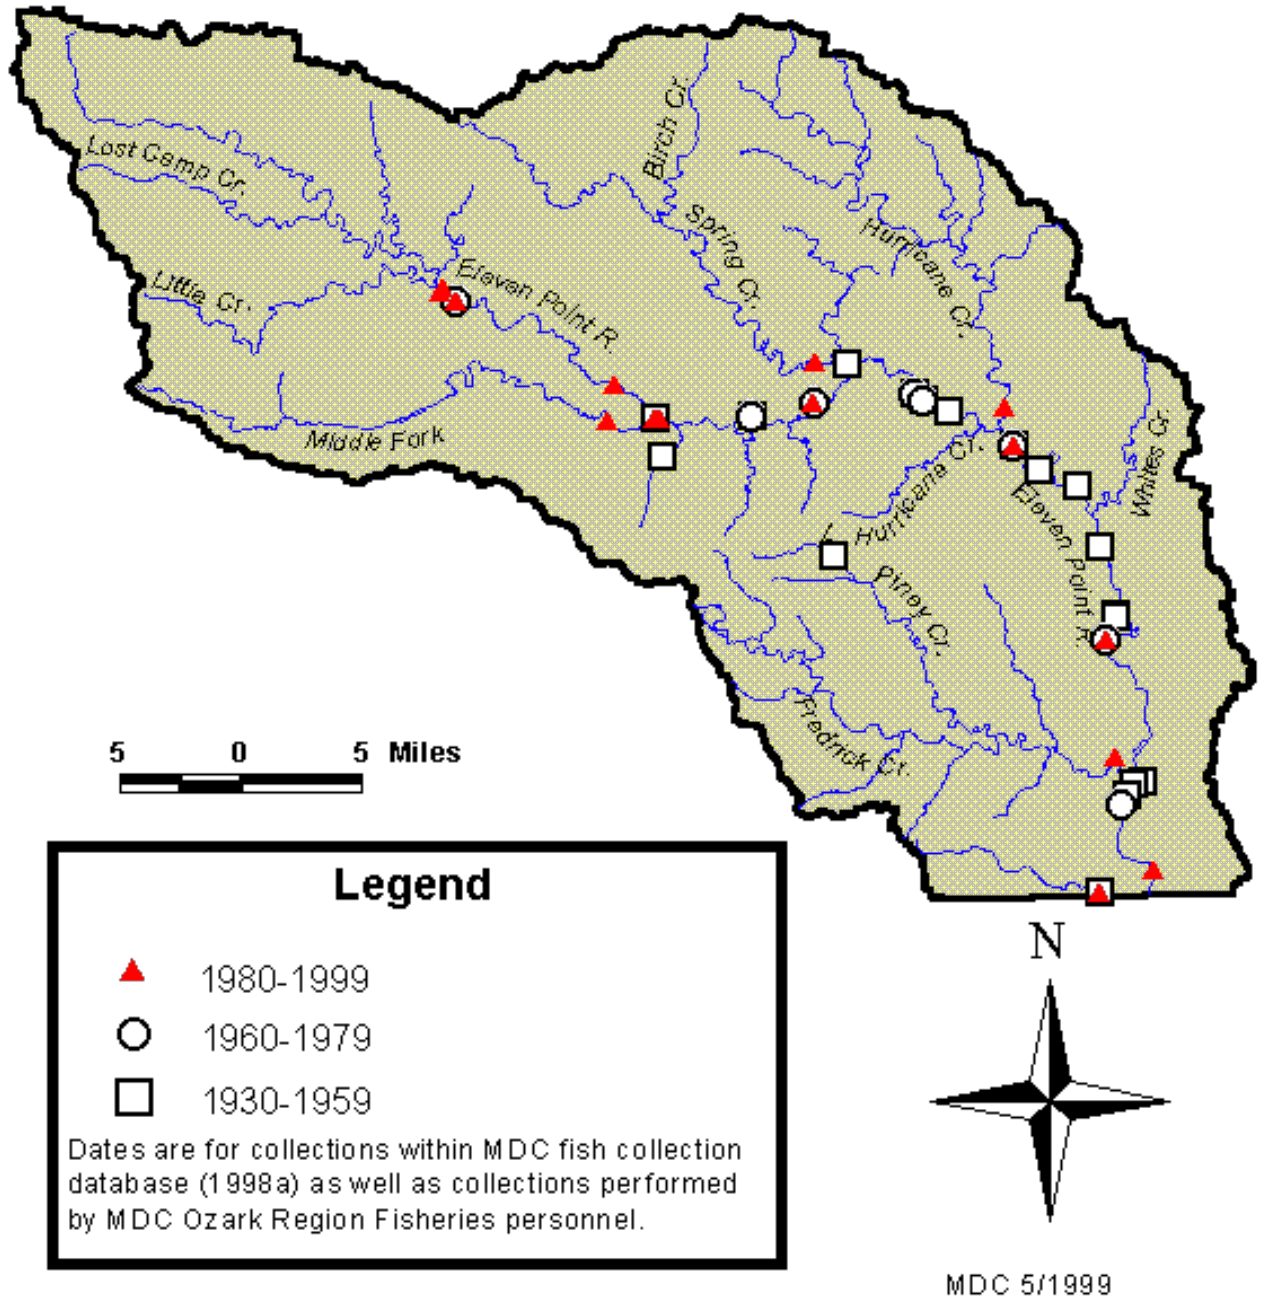 Birch Cr.
Lost Camp Cr.
Spring Cr.
Hurricane Cr.
Little Cr.
Eleven Point R.
Middle Fork
Whites Cr.
L. Hurricane Cr.
Eleven Point R.
Piney Cr.
Fredrick Cr.
5 0 5 Miles
Legend
1980-1999
1960-1979
1930-1959
Dates are for collections within MDC fish collection
database (1998a) as well as collections performed
by MDC Ozark Region Fisheries personnel.
N
MDC 5/1999